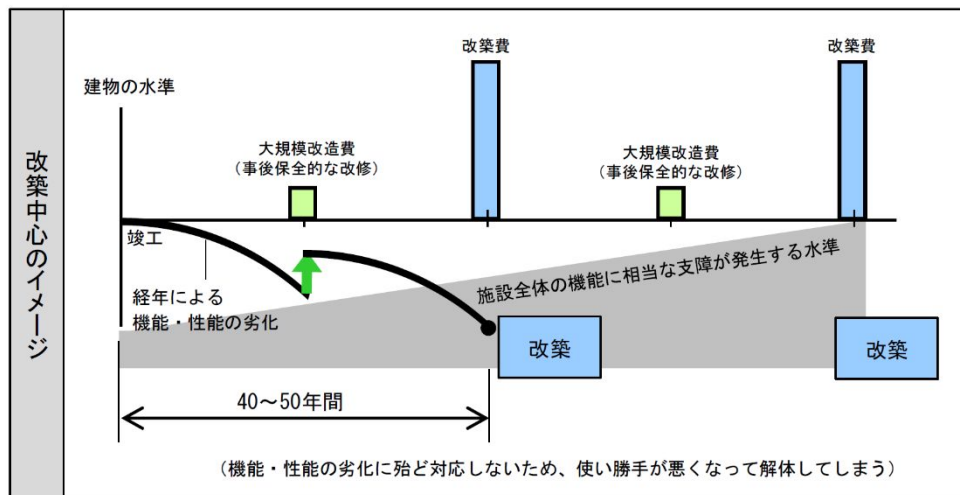 改築中心のイメージ
改築費
改築費
建物の水準
大規模改造費
（事後保全的な改修）
大規模改造費
（事後保全的な改修）
竣工
経年による
機能・性能の劣化
施設全体の機能に相当な支障が発生する水準
改築
改築
40～50年間
（機能・性能の劣化に殆ど対応しないため、使い勝手が悪くなって解体してしまう）